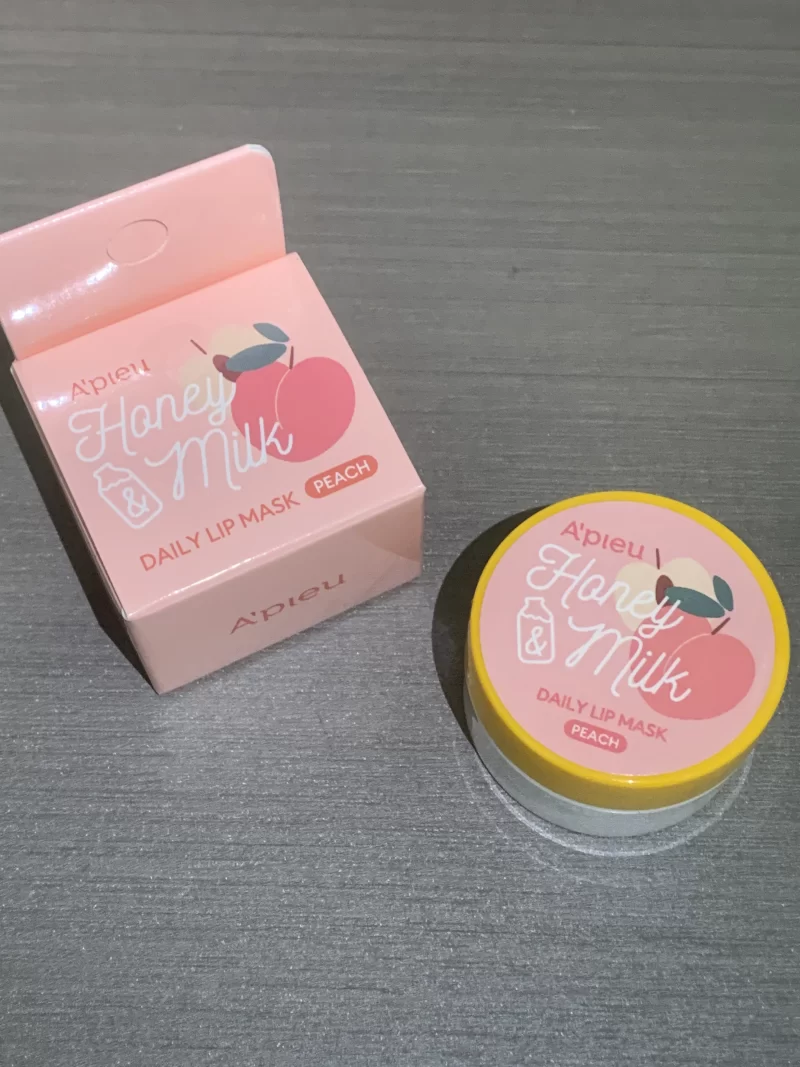 A'pieu
Honey
& Milk
DAILY LIP MASK PEACH
A'pieu
A'pieu
Honey
& Milk
DAILY LIP MASK
PEACH